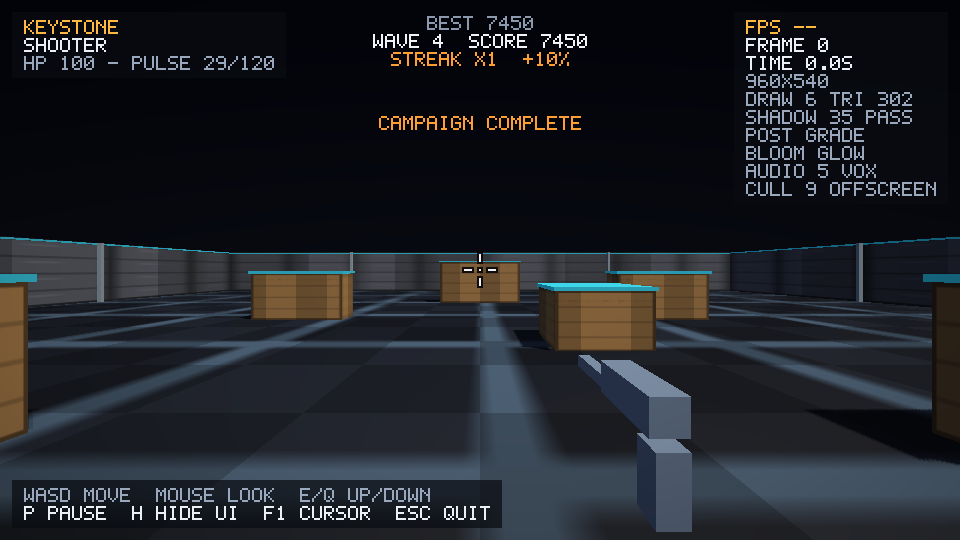 KEYSTONE
SHOOTER
HP 100 - PULSE 29/120
BEST 7450
WAVE 4 SCORE 7450
STREAK X1 +10%
CAMPAIGN COMPLETE
FPS --
FRAME 0
TIME 0.0S
960X540
DRAW 6 TRI 302
SHADOW 35 PASS
POST GRADE
BLOOM GLOW
AUDIO 5 VOX
CULL 9 OFFSCREEN
WASD MOVE MOUSE LOOK E/Q UP/DOWN
P PAUSE H HIDE UI F1 CURSOR ESC QUIT